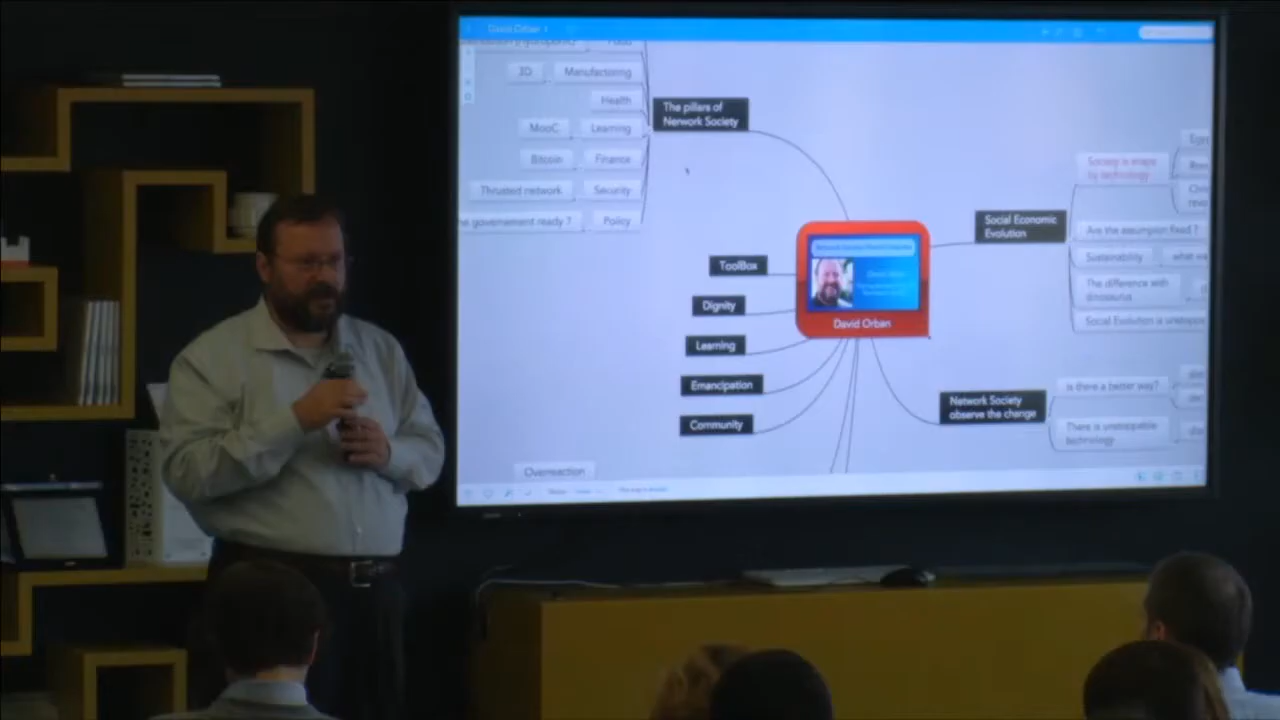 David Orban
Food
3D
Manufacturing
Health
MooC
Learning
Bitcoin
Finance
Thrusted network
Security
governement ready ?
Policy
The pillars of
Nerwork Society
ToolBox
Dignity
Learning
Emancipation
Community
Overreaction
David Orban
Social Economic
Evolution
Society is shape
by technology
Are the assumption fixed ?
Sustainability
The difference with
dinosaurus
Social Evolution is unstoppa
Network Society
observe the change
is there a better way?
There is unstoppable
technology